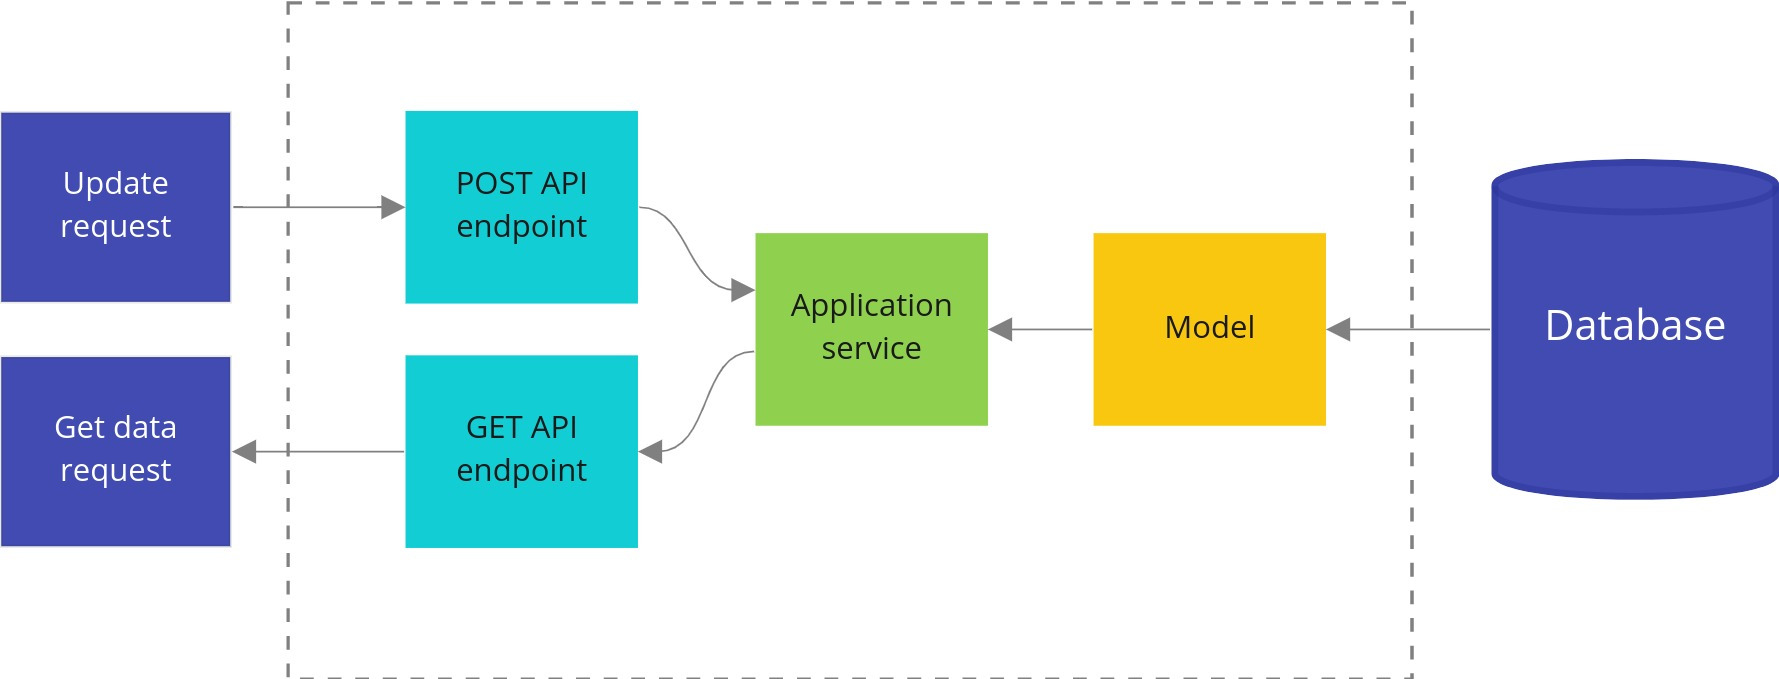 Update
request
POST API
endpoint
Application
service
Model
Database
Get data
request
GET API
endpoint